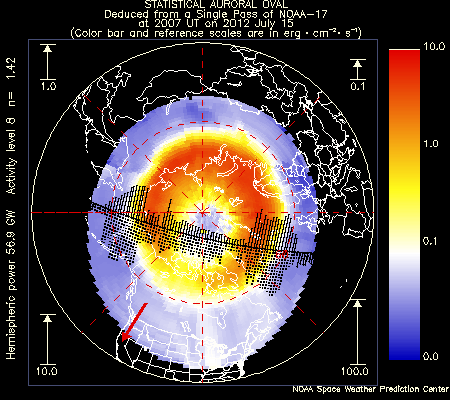 STATISTICAL AURORAL OVAL
Deduced from a Single Pass of NOAA-17
at 2007 UT on 2012 July 15
(Color bar and reference scales are in erg · cm⁻² · s⁻¹)
Hemispheric power 56.9 GW Activity level 8 n= 1.42
1.0
0.1
10.0
100.0
10.0
1.0
0.1
0.0
NOAA Space Weather Prediction Center